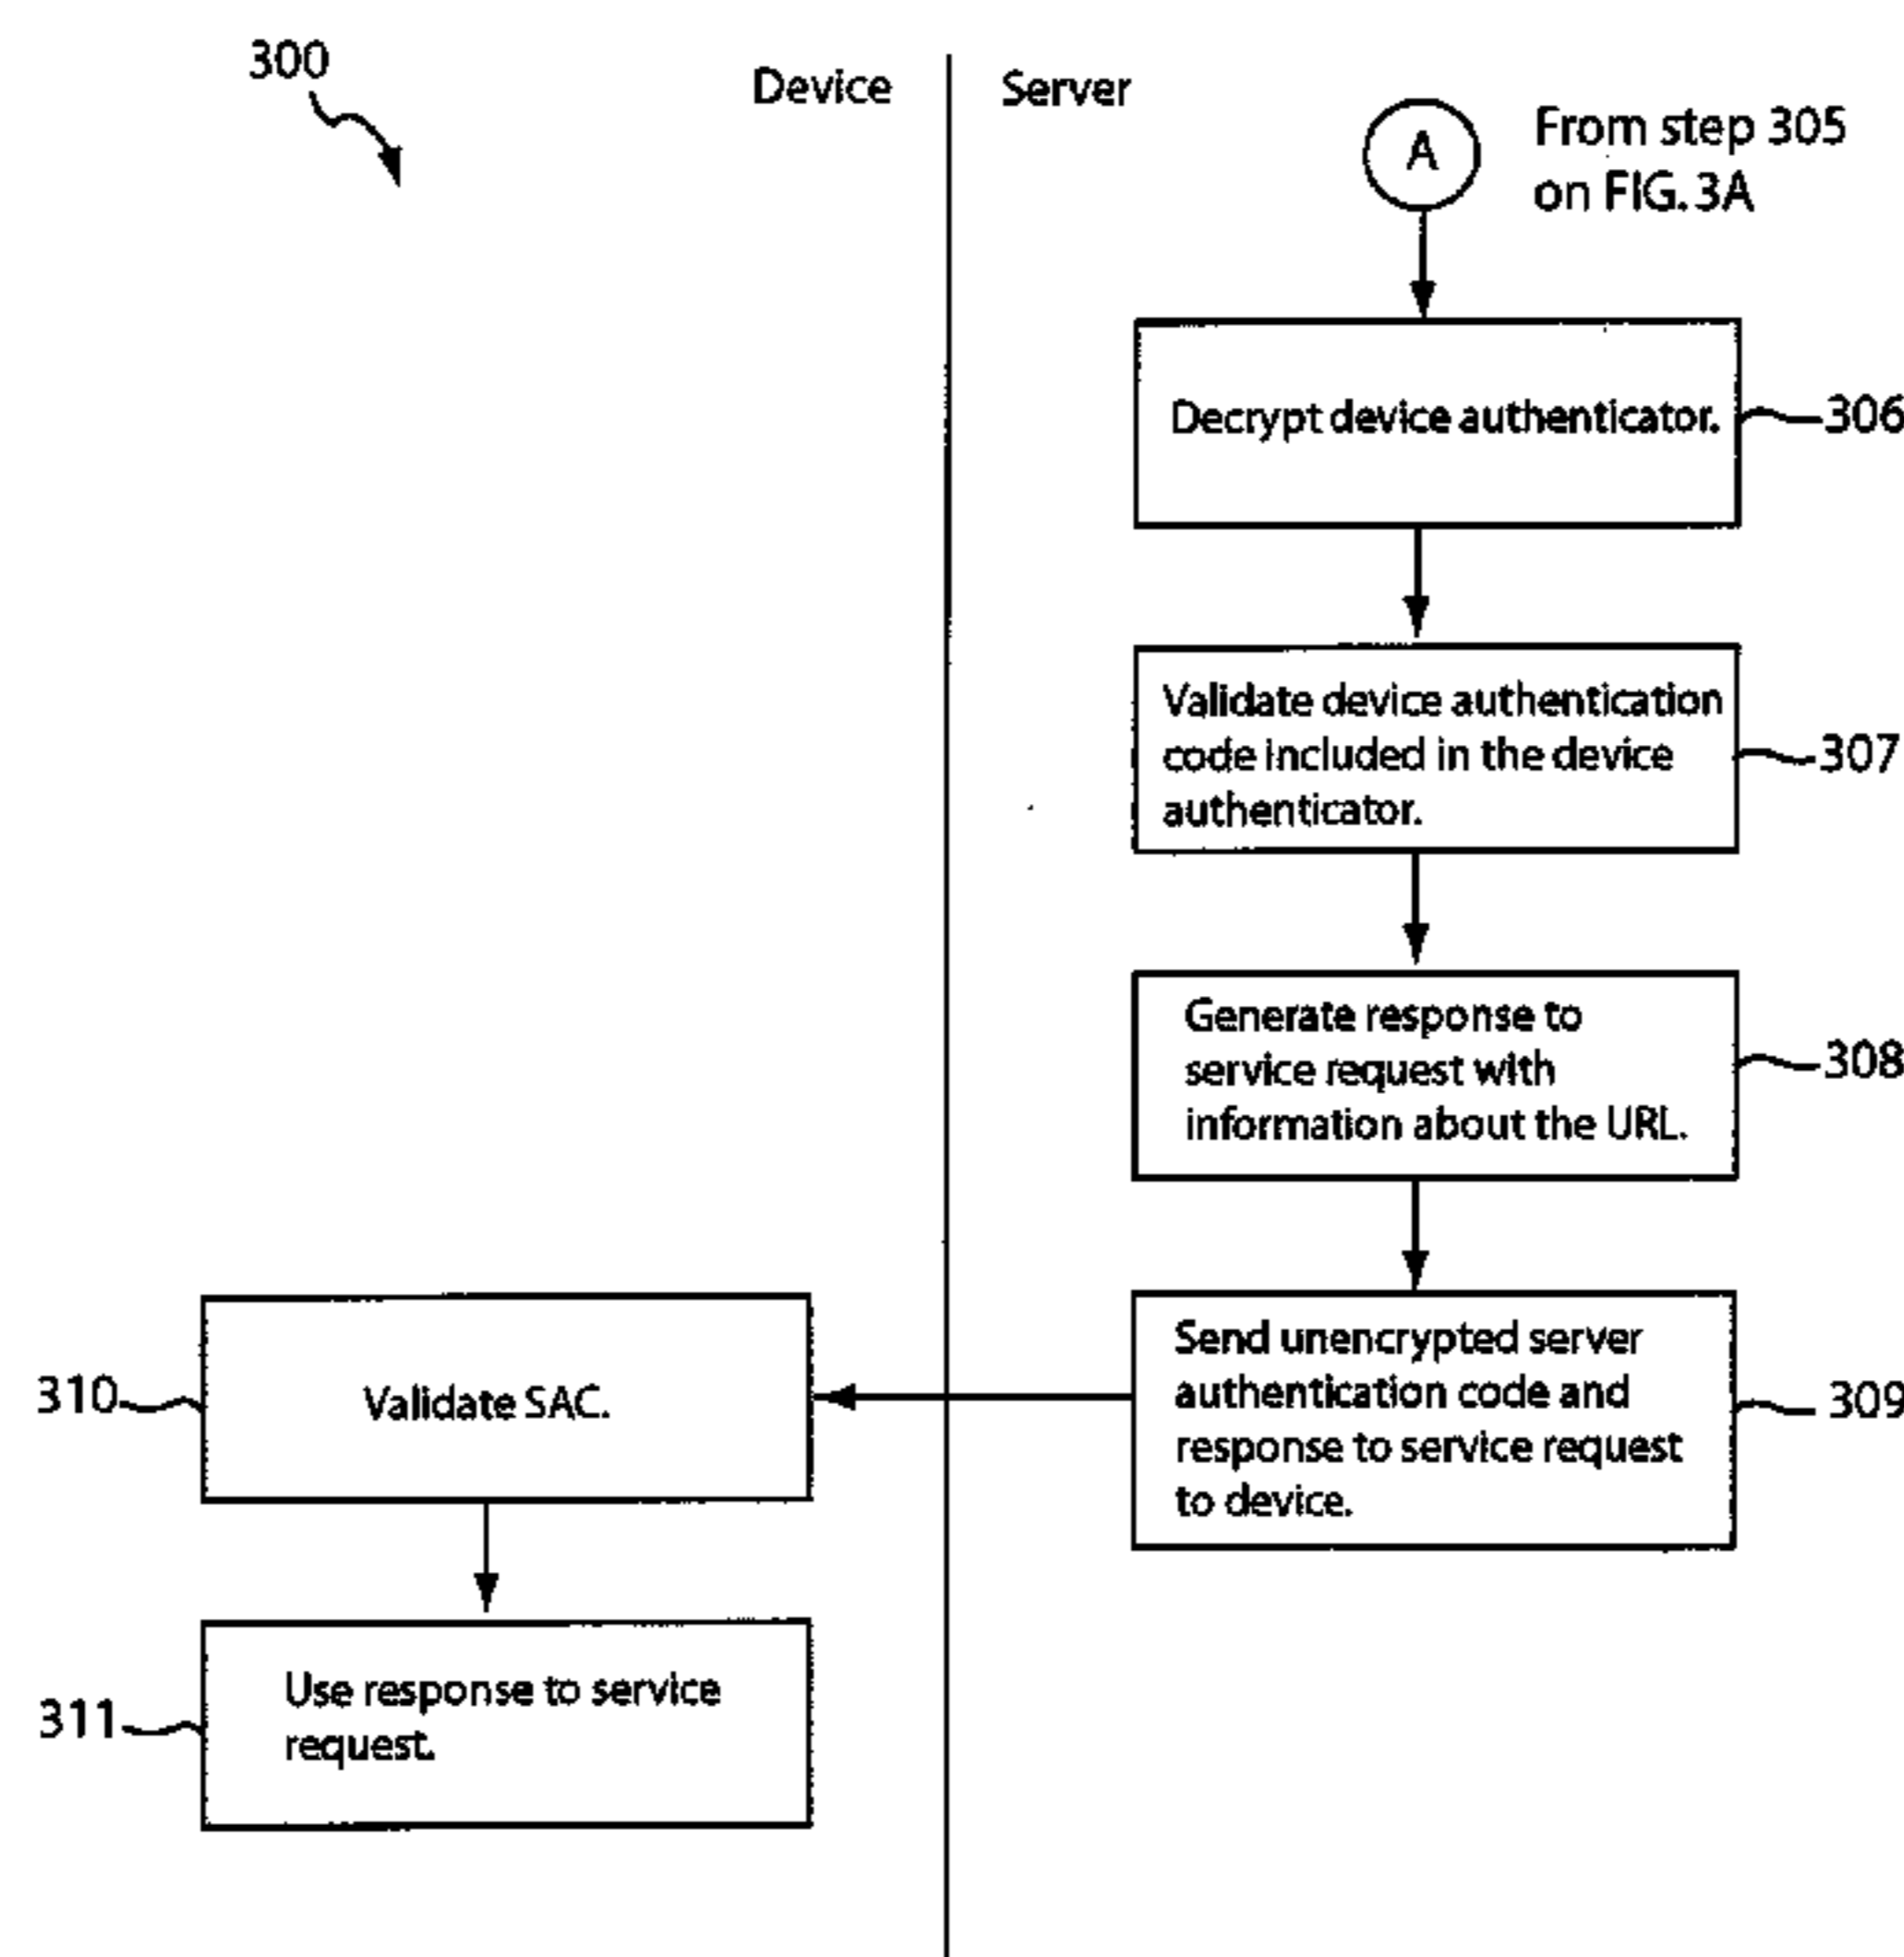 300
Device
Server
A
From step 305
on FIG. 3A
Decrypt device authenticator.
306
Validate device authentication
code included in the device
authenticator.
307
Generate response to
service request with
information about the URL.
308
Send unencrypted server
authentication code and
response to service request
to device.
309
310
Validate SAC.
311
Use response to service
request.